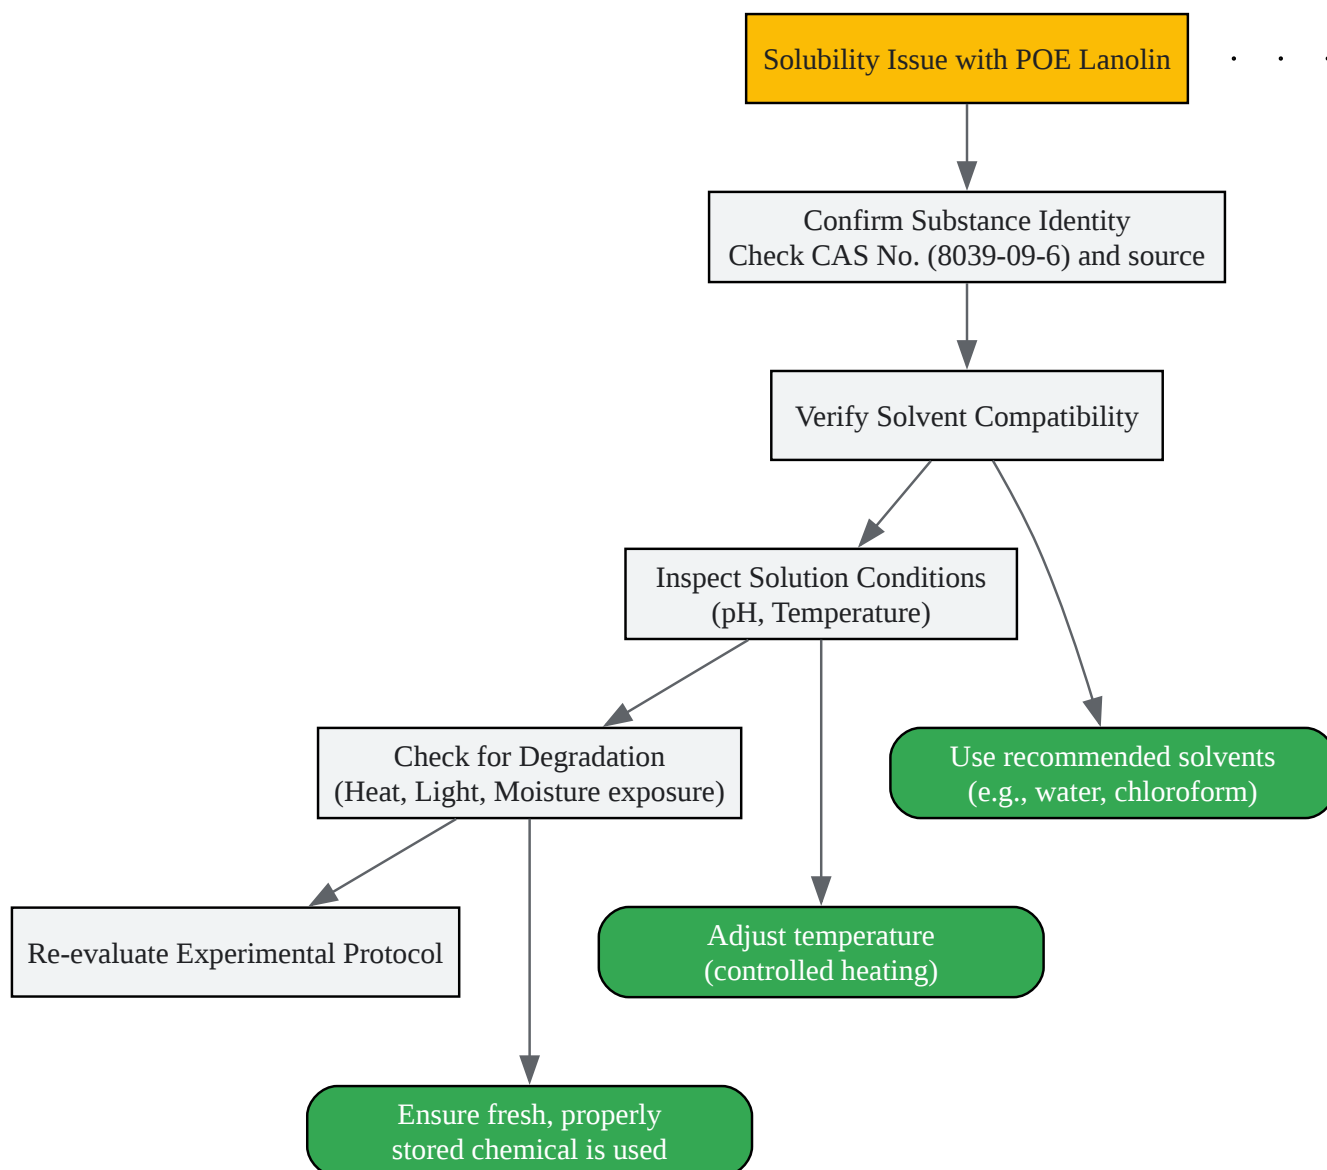 Solubility Issue with POE Lanolin
Confirm Substance Identity
Check CAS No. (8039-09-6) and source
Verify Solvent Compatibility
Inspect Solution Conditions
(pH, Temperature)
Check for Degradation
(Heat, Light, Moisture exposure)
Use recommended solvents
(e.g., water, chloroform)
Re-evaluate Experimental Protocol
Adjust temperature
(controlled heating)
Ensure fresh, properly
stored chemical is used